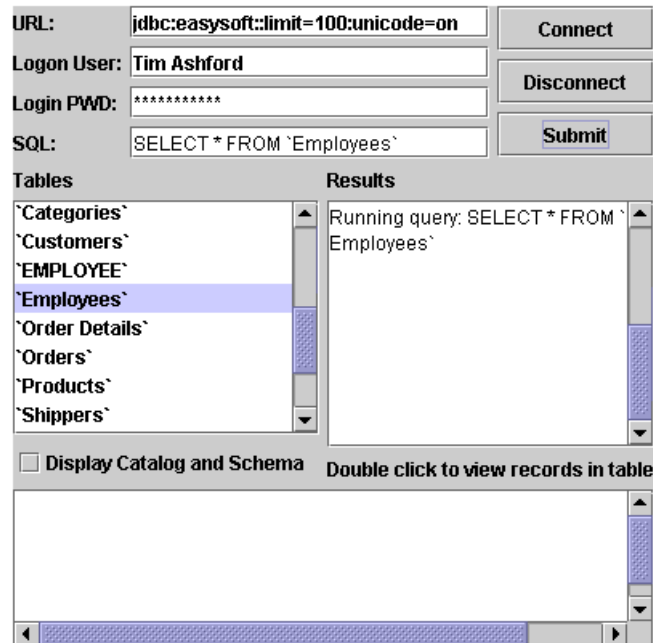 URL: jdbc:easysoft::limit=100:unicode=on Connect
Logon User: Tim Ashford
Disconnect
Login PWD: ***********
SQL: SELECT * FROM `Employees` Submit
Tables Results
`Categories`
`Customers`
`EMPLOYEE`
`Employees`
`Order Details`
`Orders`
`Products`
`Shippers`
Running query: SELECT * FROM `
Employees`
Display Catalog and Schema
Double click to view records in table